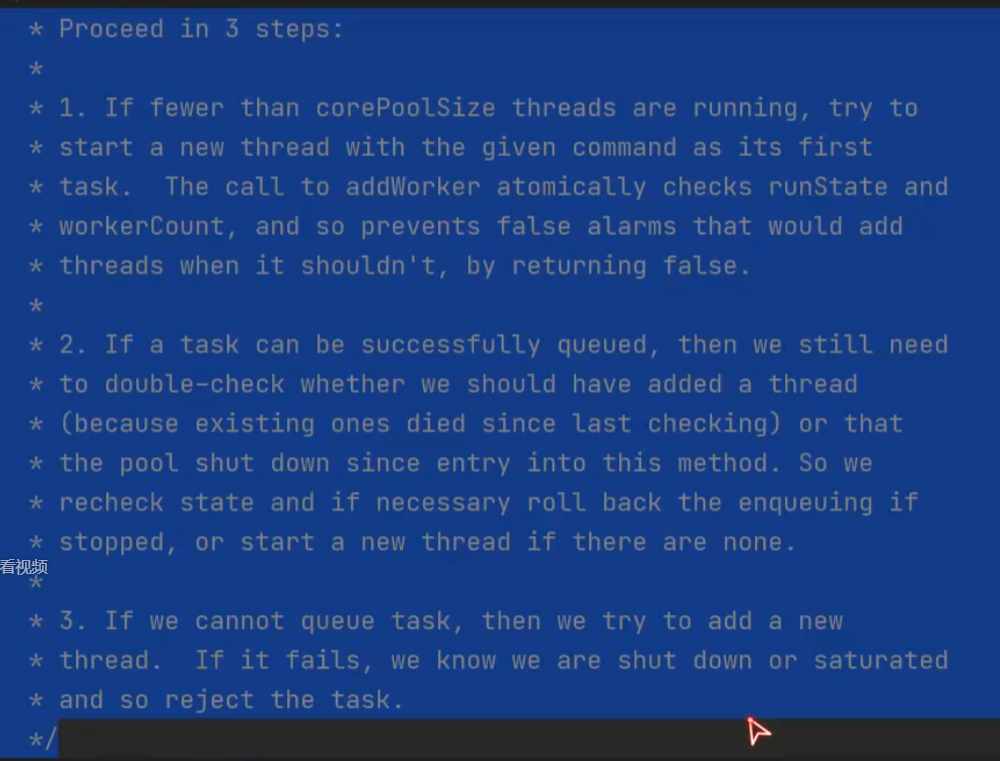 * Proceed in 3 steps:
*
* 1. If fewer than corePoolSize threads are running, try to
* start a new thread with the given command as its first
* task.  The call to addWorker atomically checks runState and
* workerCount, and so prevents false alarms that would add
* threads when it shouldn't, by returning false.
*
* 2. If a task can be successfully queued, then we still need
* to double-check whether we should have added a thread
* (because existing ones died since last checking) or that
* the pool shut down since entry into this method. So we
* recheck state and if necessary roll back the enqueuing if
* stopped, or start a new thread if there are none.
看视频
*
* 3. If we cannot queue task, then we try to add a new
* thread.  If it fails, we know we are shut down or saturated
* and so reject the task.
*/